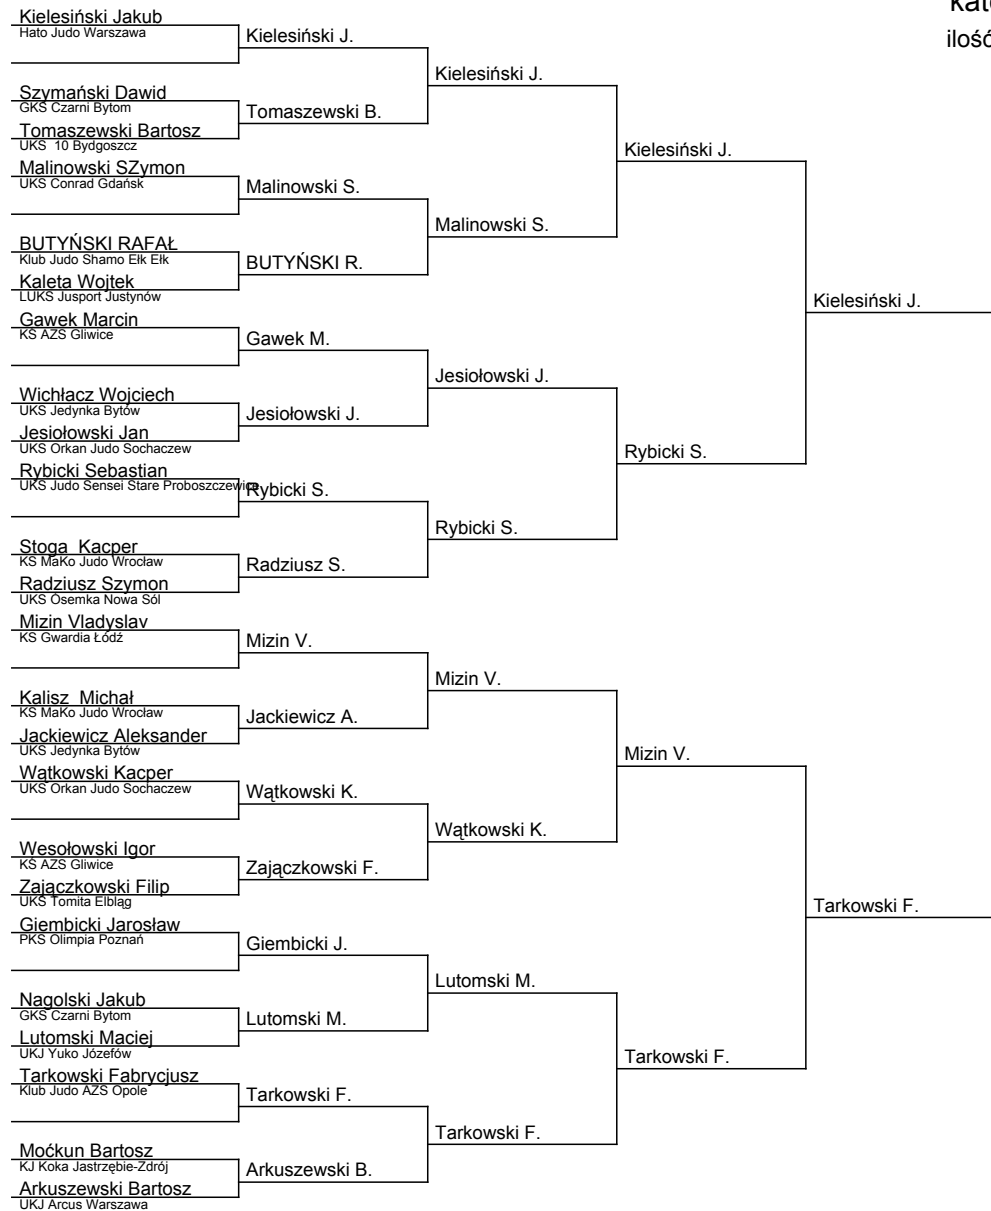 Kielesiński Jakub
Hato Judo Warszawa
Szymański Dawid
GKS Czarni Bytom
Tomaszewski Bartosz
UKS 10 Bydgoszcz
Malinowski SZymon
UKS Conrad Gdańsk
BUTYŃSKI RAFAŁ
Klub Judo Shamo Ełk Ełk
Kaleta Wojtek
LUKS Jusport Justynów
Gawek Marcin
KS AZS Gliwice
Wichłacz Wojciech
UKS Jedynka Bytów
Jesiołowski Jan
UKS Orkan Judo Sochaczew
Rybicki Sebastian
UKS Judo Sensei Stare Proboszczewice
Stoga Kacper
KS MaKo Judo Wrocław
Radziusz Szymon
UKS Ósemka Nowa Sól
Mizin Vladyslav
KS Gwardia Łódź
Kalisz Michał
KS MaKo Judo Wrocław
Jackiewicz Aleksander
UKS Jedynka Bytów
Wątkowski Kacper
UKS Orkan Judo Sochaczew
Wesołowski Igor
KS AZS Gliwice
Zajączkowski Filip
UKS Tomita Elbląg
Giembicki Jarosław
PKS Olimpia Poznań
Nagolski Jakub
GKS Czarni Bytom
Lutomski Maciej
UKJ Yuko Józefów
Tarkowski Fabrycjusz
Klub Judo AZS Opole
Moćkun Bartosz
KJ Koka Jastrzębie-Zdrój
Arkuszewski Bartosz
UKJ Arcus Warszawa
Kielesiński J.
Tomaszewski B.
Malinowski S.
BUTYŃSKI R.
Gawek M.
Jesiołowski J.
Rybicki S.
Radziusz S.
Mizin V.
Jackiewicz A.
Wątkowski K.
Zajączkowski F.
Giembicki J.
Lutomski M.
Tarkowski F.
Arkuszewski B.
Kielesiński J.
Malinowski S.
Jesiołowski J.
Rybicki S.
Mizin V.
Wątkowski K.
Lutomski M.
Tarkowski F.
Kielesiński J.
Rybicki S.
Mizin V.
Tarkowski F.
Kielesiński J.
Tarkowski F.
ilość